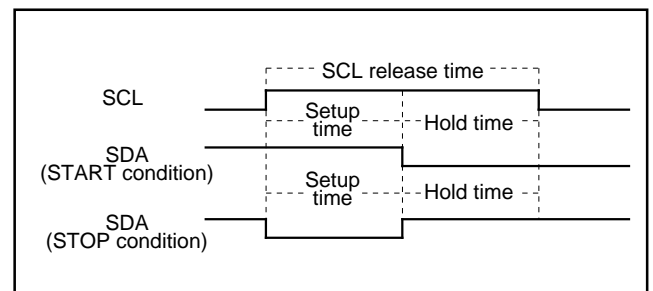 SCL release time
SCL
Setup
time
Hold time
SDA
(START condition)
Setup
time
Hold time
SDA
(STOP condition)